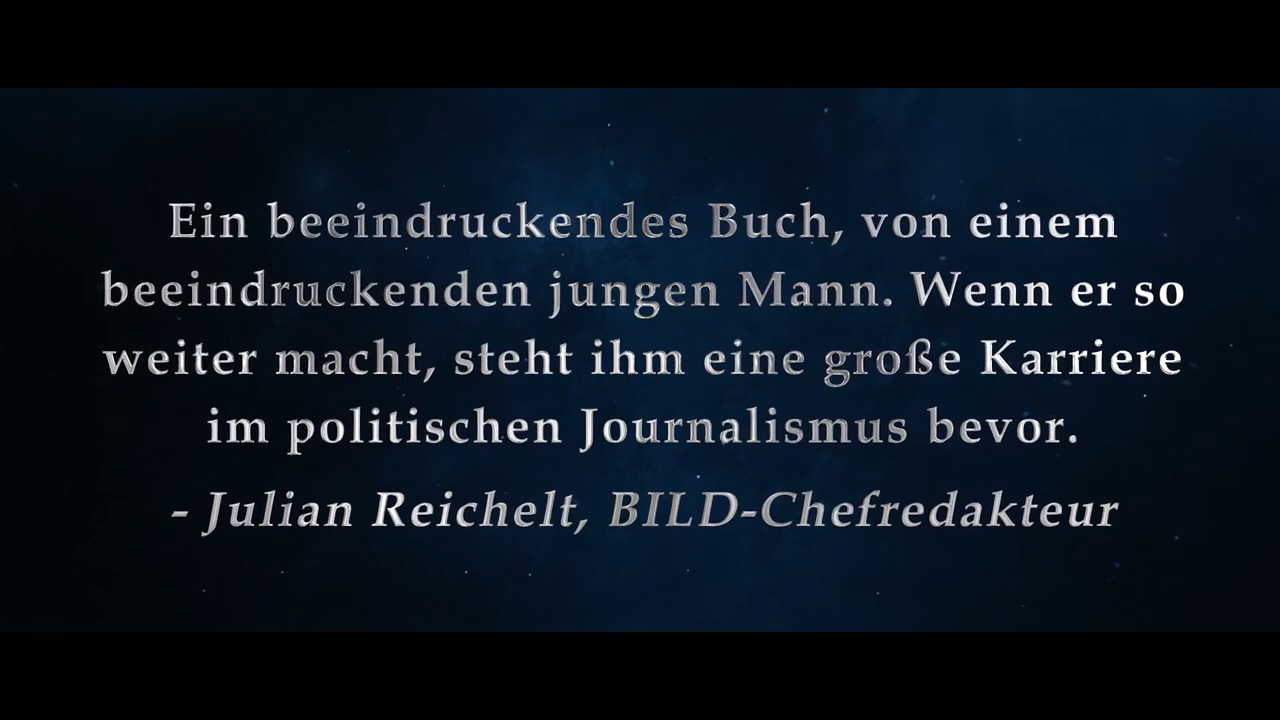 Ein beeindruckendes Buch, von einem
beeindruckenden jungen Mann. Wenn er so
weiter macht, steht ihm eine große Karriere
im politischen Journalismus bevor.
- Julian Reichelt, BILD-Chefredakteur